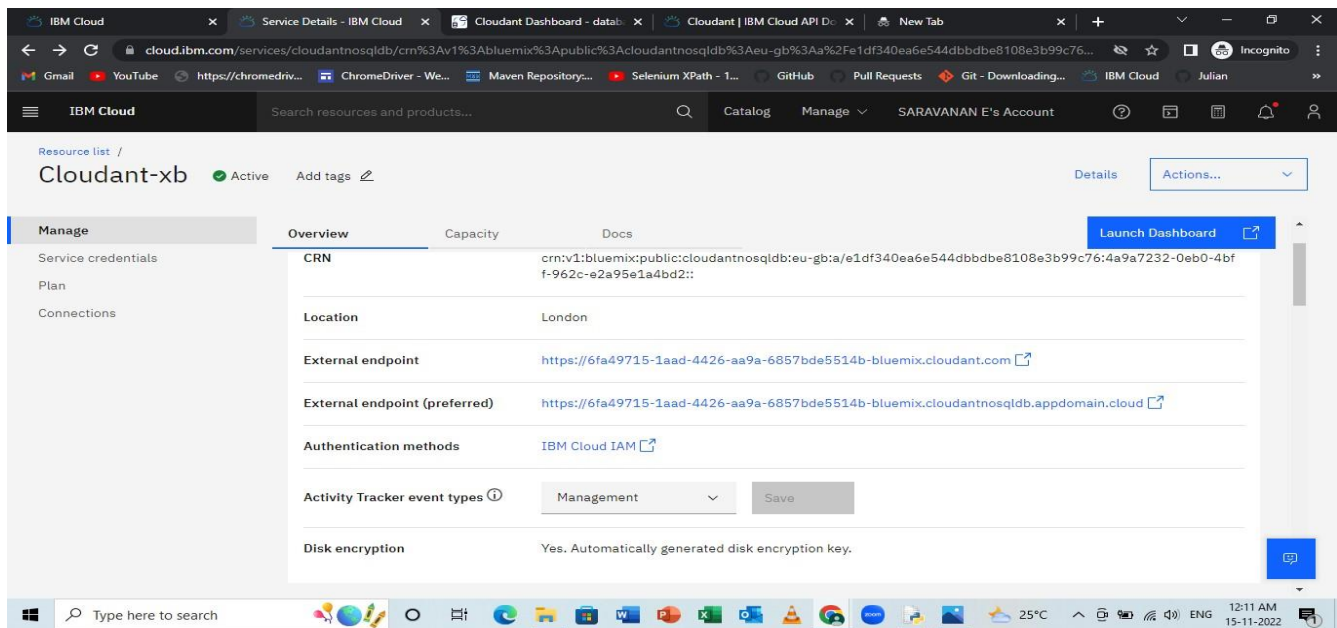 IBM Cloud
Service Details - IBM Cloud
Cloudant Dashboard - datab
Cloudant | IBM Cloud API Do
New Tab
cloud.ibm.com/services/cloudantnosqldb/crn%3Av1%3Abluemix%3Apublic%3Acloudantnosqldb%3Aeu-gb%3Aa%2Fe1df340ea6e544dbbdbe8108e3b99c76...
Incognito
Gmail
YouTube
https://chromedriv...
ChromeDriver - We...
Maven Repository:...
Selenium XPath - 1...
GitHub
Pull Requests
Git - Downloading...
IBM Cloud
Julian
»
IBM Cloud
Search resources and products...
Catalog
Manage
SARAVANAN E's Account
Resource list /
Cloudant-xb
Active
Add tags
Details
Actions...
Manage
Service credentials
Plan
Connections
Overview
Capacity
Docs
Launch Dashboard
CRN
crn:v1:bluemix:public:cloudantnosqldb:eu-gb:a/e1df340ea6e544dbbdbe8108e3b99c76:4a9a7232-0eb0-4bf
f-962c-e2a95e1a4bd2::
Location
London
External endpoint
https://6fa49715-1aad-4426-aa9a-6857bde5514b-bluemix.cloudant.com
External endpoint (preferred)
https://6fa49715-1aad-4426-aa9a-6857bde5514b-bluemix.cloudantnosqldb.appdomain.cloud
Authentication methods
IBM Cloud IAM
Activity Tracker event types
Management
Save
Disk encryption
Yes. Automatically generated disk encryption key.
Type here to search
25°C
ENG
12:11 AM
15-11-2022